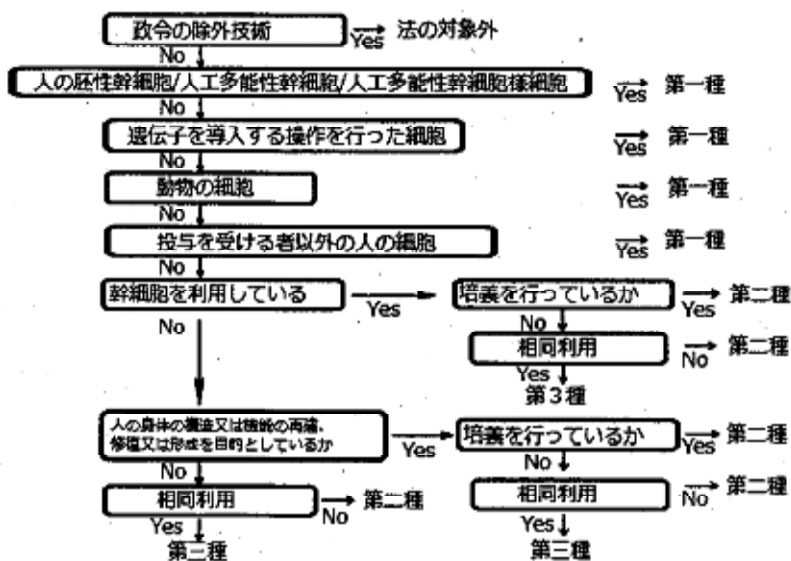 政令の除外技術 Yes 法の対象外
No
人の胚性幹細胞/人工多能性幹細胞/人工多能性幹細胞様細胞 Yes 第一種
No
遺伝子を導入する操作を行った細胞 Yes 第一種
No
動物の細胞 Yes 第一種
No
投与を受ける者以外の人の細胞 Yes 第一種
No
幹細胞を利用している Yes 培養を行っているか Yes 第二種
No No
相同利用 No 第二種
Yes
第3種
人の身体の構造又は機能の再建、
修復又は形成を目的としているか Yes 培養を行っているか Yes 第二種
No No
相同利用 No 第二種 相同利用 No 第二種
Yes Yes
第三種 第三種